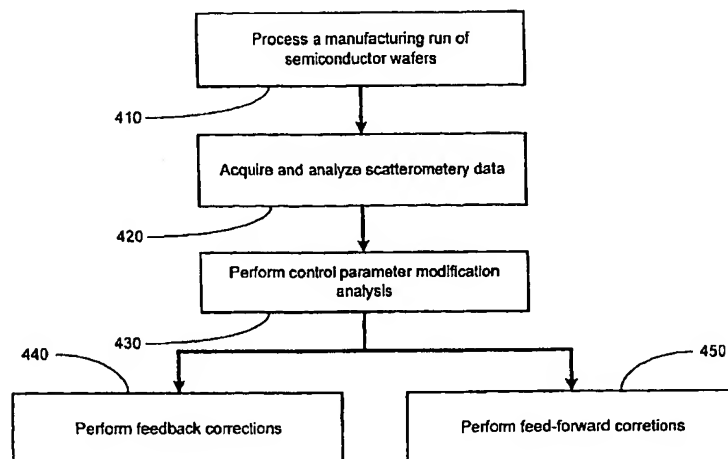 Process a manufacturing run of
semiconductor wafers
410
Acquire and analyze scatterometery data
420
Perform control parameter modification
analysis
430
440
450
Perform feedback corrections
Perform feed-forward corretions